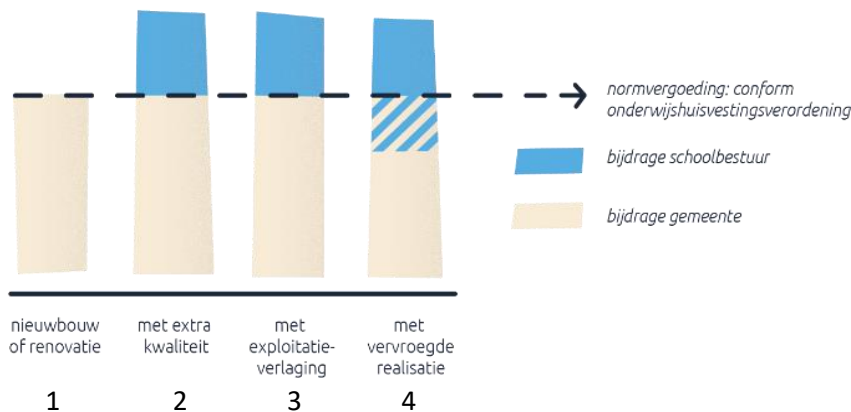 normvergoeding: conform
onderwijshuisvestingsverordening
bijdrage schoolbestuur
bijdrage gemeente
nieuwbouw
of renovatie
met extra
kwaliteit
met
exploitatie-
verlaging
met
vervroegde
realisatie
1
2
3
4